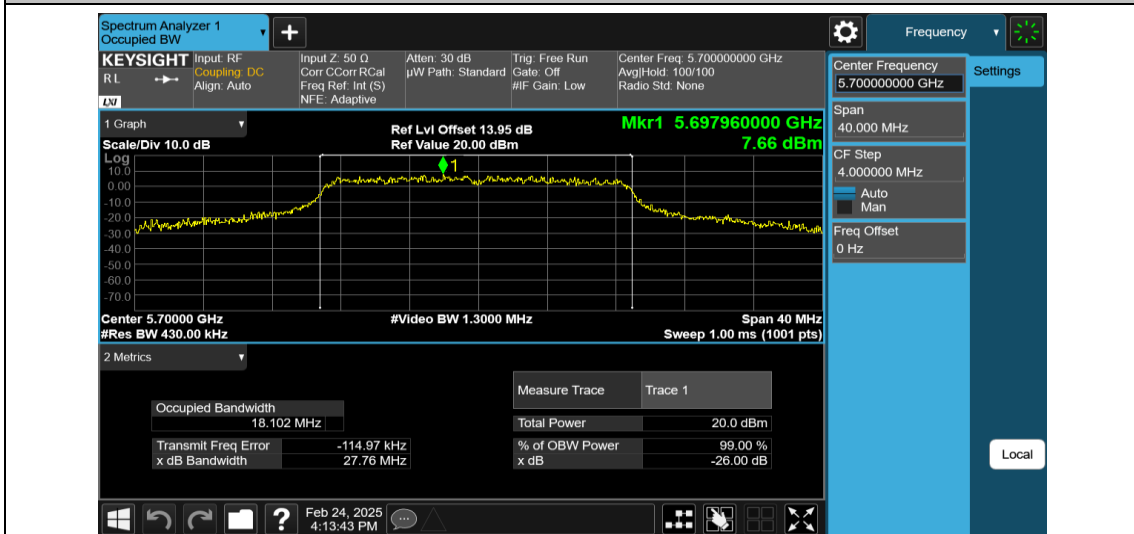 Spectrum Analyzer 1
Occupied BW
Frequency
KEYSIGHT
R L
LXI
Input: RF
Coupling: DC
Align: Auto
Input Z: 50 Ω
Corr CCorr RCal
Freq Ref: Int (S)
NFE: Adaptive
Atten: 30 dB
µW Path: Standard
Trig: Free Run
Gate: Off
#IF Gain: Low
Center Freq: 5.700000000 GHz
Avg|Hold: 100/100
Radio Std: None
Center Frequency
5.700000000 GHz
Settings
Span
40.000 MHz
CF Step
4.000000 MHz
Auto
Man
Freq Offset
0 Hz
Local
1 Graph
Scale/Div 10.0 dB
Ref Lvl Offset 13.95 dB
Ref Value 20.00 dBm
Mkr1 5.697960000 GHz
7.66 dBm
Log
10.0
0.00
-10.0
-20.0
-30.0
-40.0
-50.0
-60.0
-70.0
1
Center 5.70000 GHz
#Res BW 430.00 kHz
#Video BW 1.3000 MHz
Span 40 MHz
Sweep 1.00 ms (1001 pts)
2 Metrics
Measure Trace Trace 1
Occupied Bandwidth
18.102 MHz
Total Power 20.0 dBm
Transmit Freq Error -114.97 kHz
% of OBW Power 99.00 %
x dB Bandwidth 27.76 MHz
x dB -26.00 dB
?
Feb 24, 2025
4:13:43 PM